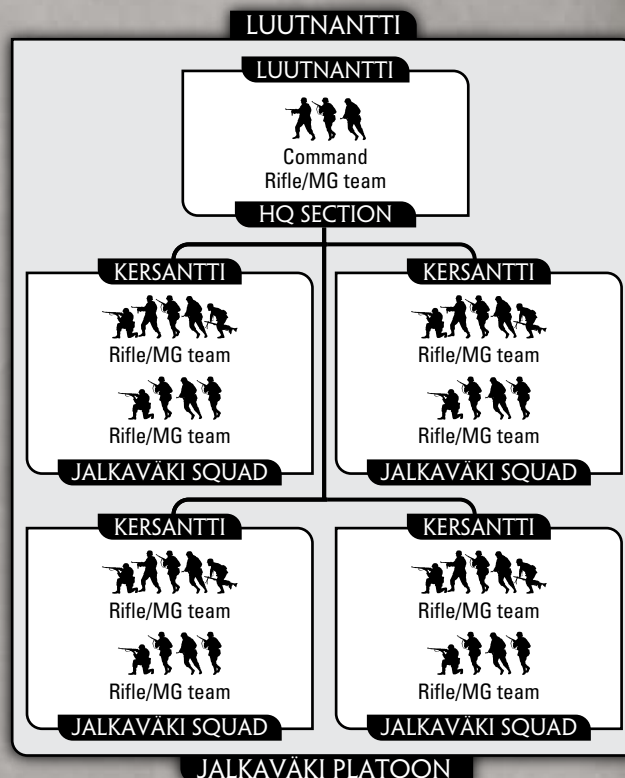 LUUTNANTTI
LUUTNANTTI
Command
Rifle/MG team
HQ SECTION
KERSANTTI
Rifle/MG team
Rifle/MG team
JALKAVÄKI SQUAD
KERSANTTI
Rifle/MG team
Rifle/MG team
JALKAVÄKI SQUAD
KERSANTTI
Rifle/MG team
Rifle/MG team
JALKAVÄKI SQUAD
KERSANTTI
Rifle/MG team
Rifle/MG team
JALKAVÄKI SQUAD
JALKAVÄKI PLATOON